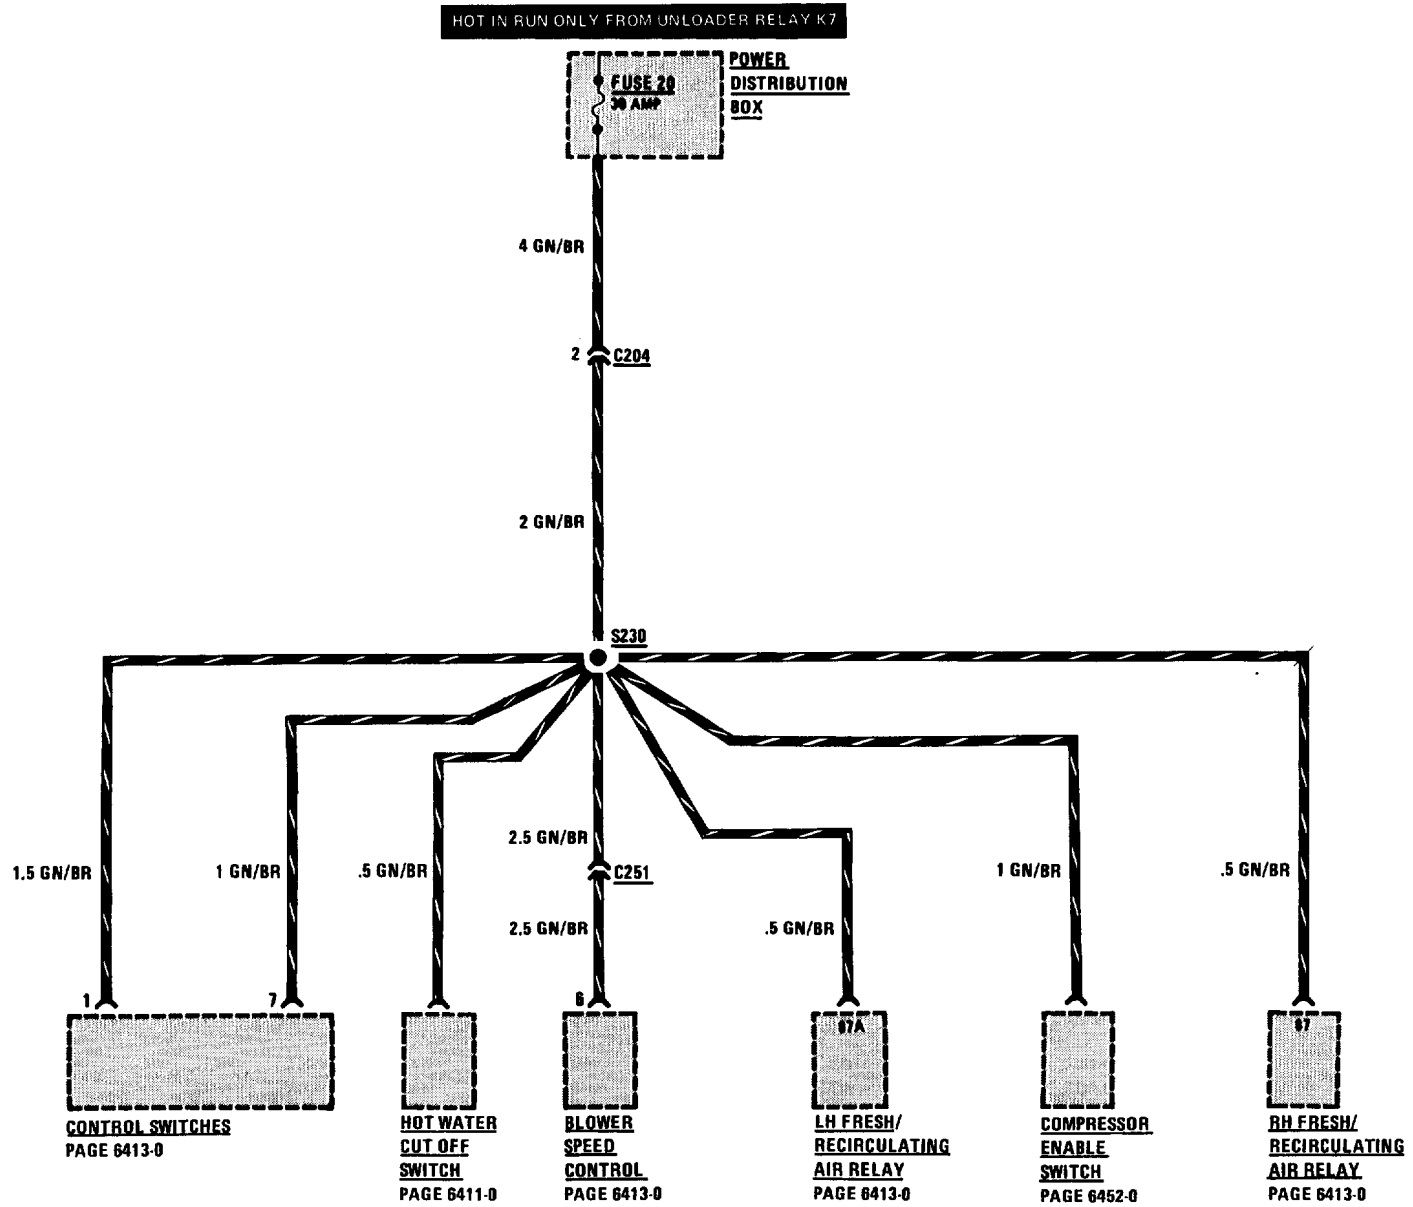 HOT IN RUN ONLY FROM UNLOADER RELAY K7
POWER
DISTRIBUTION
BOX
FUSE 20
30 AMP
4 GN/BR
2
C204
2 GN/BR
S230
2.5 GN/BR
1.5 GN/BR
1 GN/BR
.5 GN/BR
C251
1 GN/BR
.5 GN/BR
2.5 GN/BR
.5 GN/BR
1
7
6
87A
87
CONTROL SWITCHES
PAGE 6413-0
HOT WATER
CUT OFF
SWITCH
PAGE 6411-0
BLOWER
SPEED
CONTROL
PAGE 6413-0
LH FRESH/
RECIRCULATING
AIR RELAY
PAGE 6413-0
COMPRESSOR
ENABLE
SWITCH
PAGE 6452-0
RH FRESH/
RECIRCULATING
AIR RELAY
PAGE 6413-0